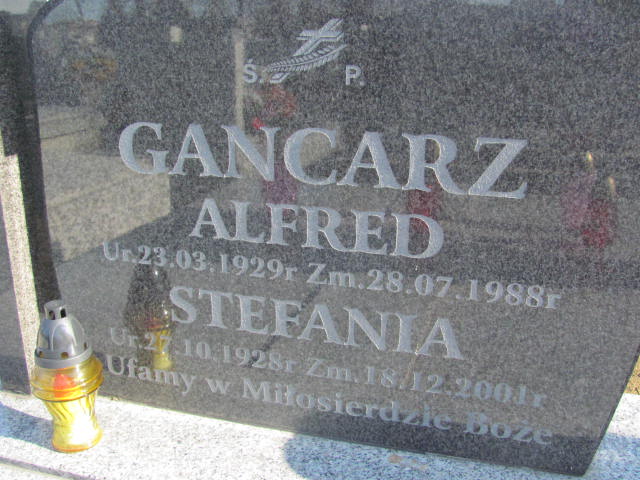 Ś. P.
GANCARZ
ALFRED
Ur.23.03.1929r Zm.28.07.1988r
STEFANIA
Ur.27.10.1928r Zm.18.12.2001r
Ufamy w Miłosierdzie Boże